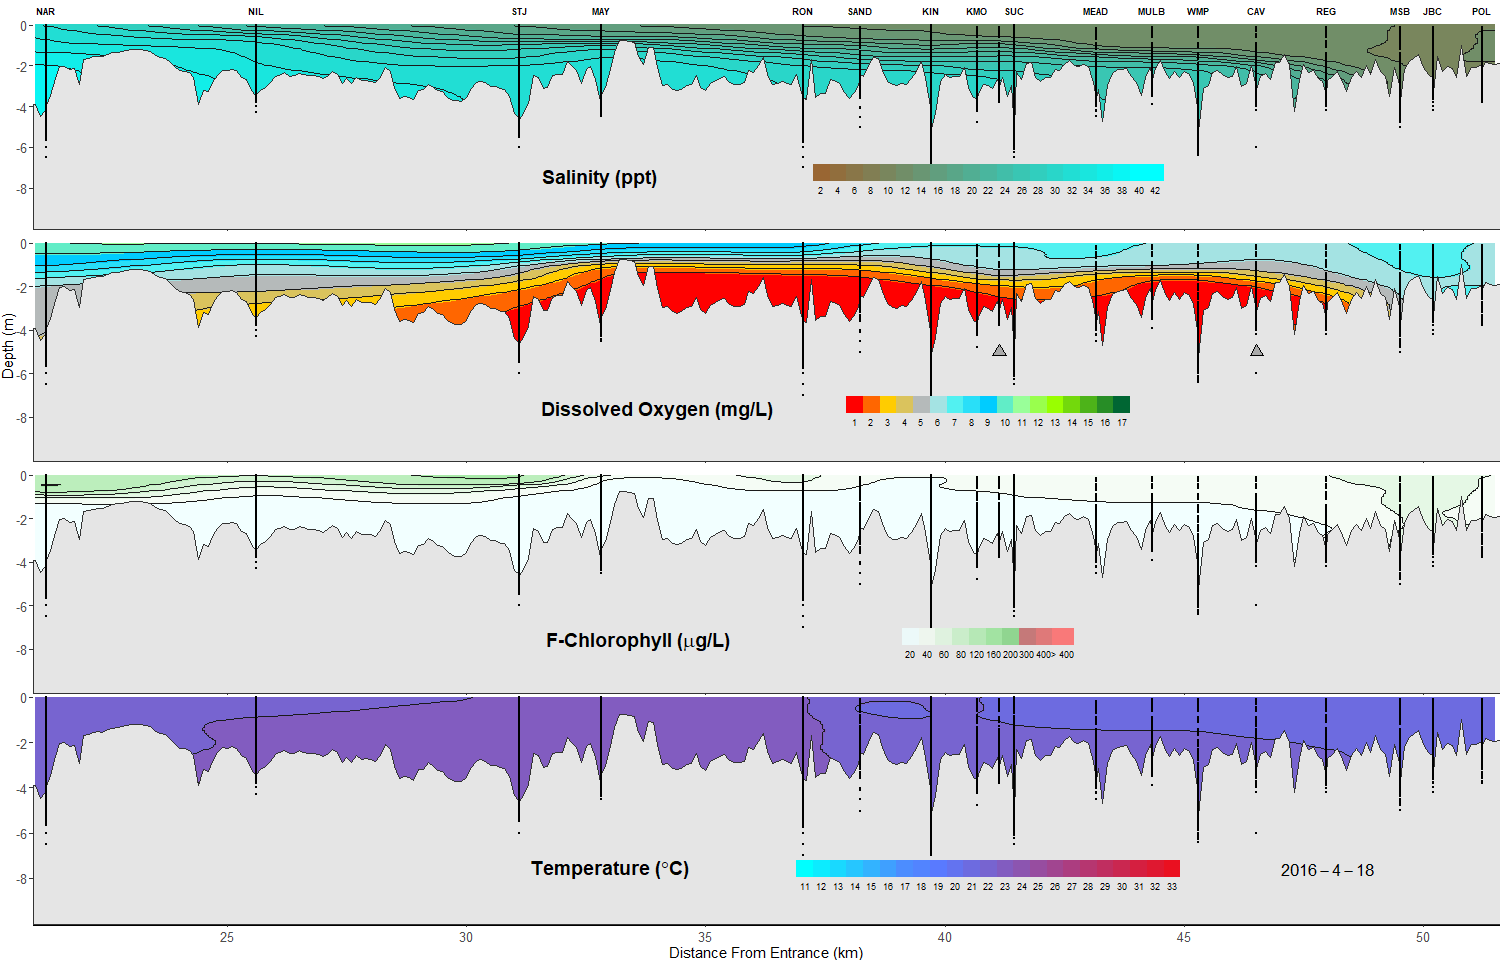 NAR NIL STJ MAY RON SAND KIN KMO SUC MEAD MULB WMP CAV REG MSB JBC POL
0
-2
-4
-6
-8
Salinity (ppt)
2 4 6 8 10 12 14 16 18 20 22 24 26 28 30 32 34 36 38 40 42
0
-2
-4
-6
-8
Depth (m)
Dissolved Oxygen (mg/L)
1 2 3 4 5 6 7 8 9 10 11 12 13 14 15 16 17
0
-2
-4
-6
-8
F-Chlorophyll (µg/L)
20 40 60 80 120 160 200 300 400> 400
0
-2
-4
-6
-8
Temperature (°C)
11 12 13 14 15 16 17 18 19 20 21 22 23 24 25 26 27 28 29 30 31 32 33
2016 – 4 – 18
25 30 35 40 45 50
Distance From Entrance (km)